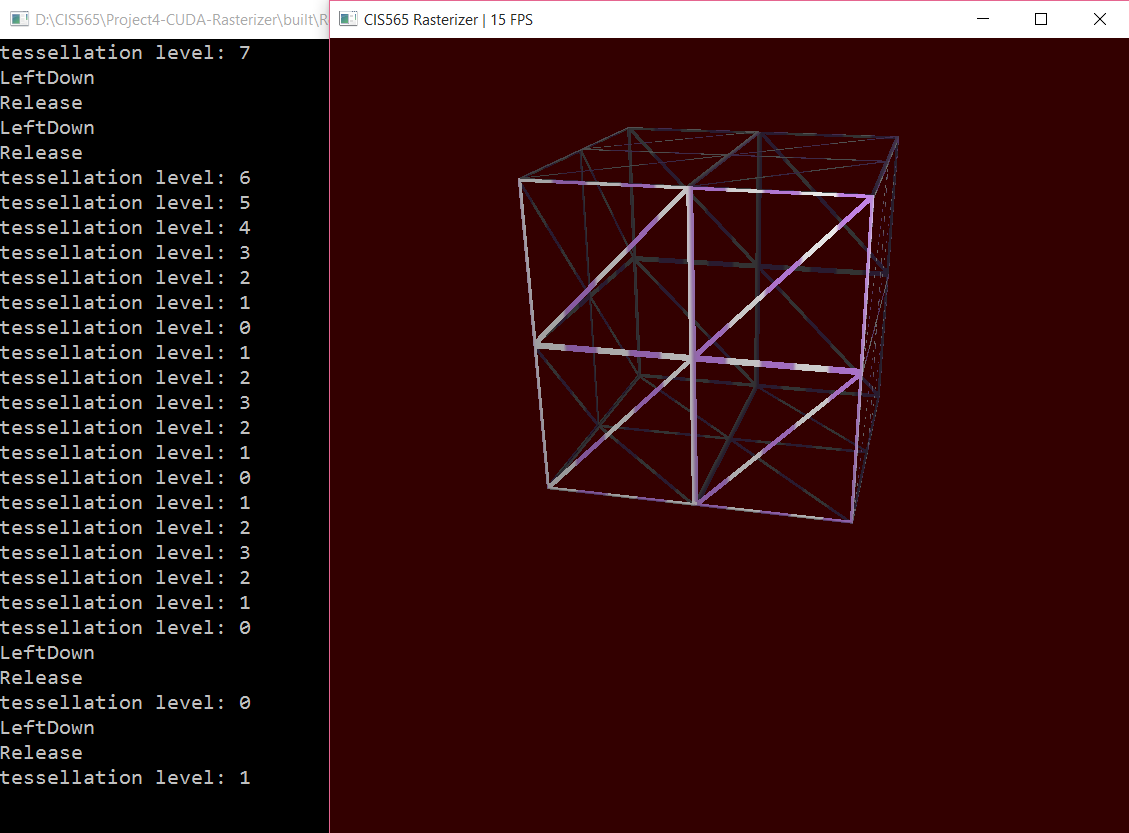 D:\CIS565\Project4-CUDA-Rasterizer\built\R
CIS565 Rasterizer | 15 FPS
tessellation level: 7
LeftDown
Release
LeftDown
Release
tessellation level: 6
tessellation level: 5
tessellation level: 4
tessellation level: 3
tessellation level: 2
tessellation level: 1
tessellation level: 0
tessellation level: 1
tessellation level: 2
tessellation level: 3
tessellation level: 2
tessellation level: 1
tessellation level: 0
tessellation level: 1
tessellation level: 2
tessellation level: 3
tessellation level: 2
tessellation level: 1
tessellation level: 0
LeftDown
Release
tessellation level: 0
LeftDown
Release
tessellation level: 1